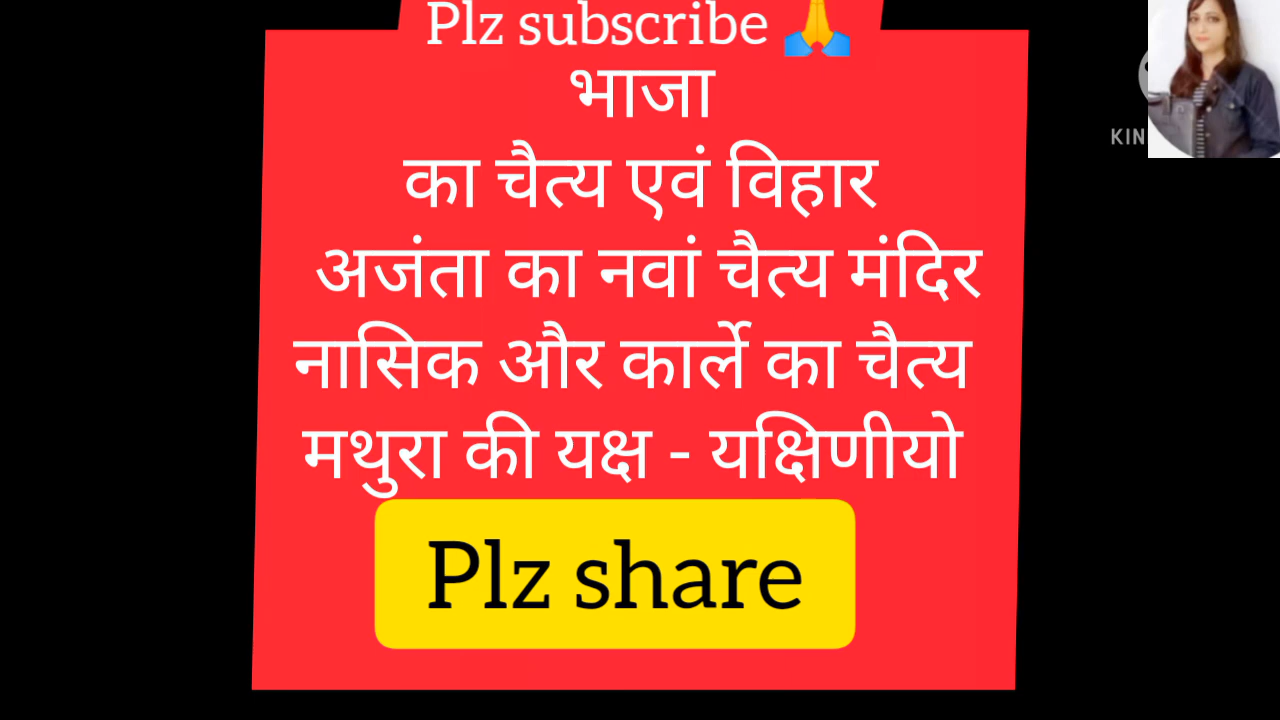 Plz subscribe 🙏
भाजा
का चैत्य एवं विहार
अजंता का नवां चैत्य मंदिर
नासिक और कार्ले का चैत्य
मथुरा की यक्ष - यक्षिणीयो
Plz share